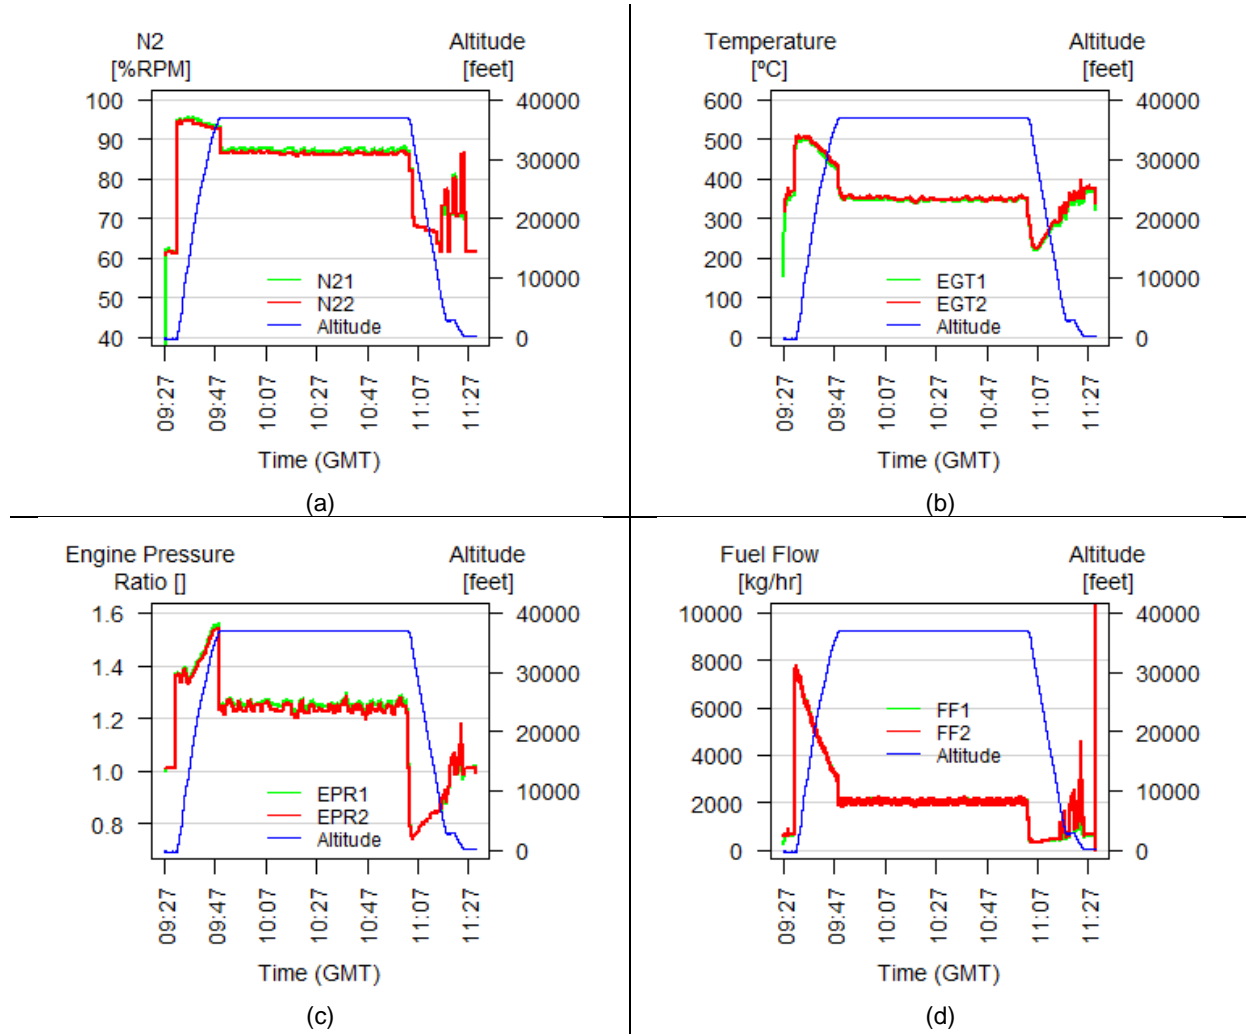 N2 Altitude
[%RPM] [feet]
100 40000
90
80 30000
70 20000
60
50 10000
40 0
N21
N22
Altitude
09:27 09:47 10:07 10:27 10:47 11:07 11:27
Time (GMT)
(a)
Temperature Altitude
[ºC] [feet]
600 40000
500
400 30000
300 20000
200
100 10000
0 0
EGT1
EGT2
Altitude
09:27 09:47 10:07 10:27 10:47 11:07 11:27
Time (GMT)
(b)
Engine Pressure Altitude
Ratio [] [feet]
1.6 40000
1.4 30000
1.2 20000
1.0 10000
0.8 0
EPR1
EPR2
Altitude
09:27 09:47 10:07 10:27 10:47 11:07 11:27
Time (GMT)
(c)
Fuel Flow Altitude
[kg/hr] [feet]
10000 40000
8000 30000
6000 20000
4000
2000 10000
0 0
FF1
FF2
Altitude
09:27 09:47 10:07 10:27 10:47 11:07 11:27
Time (GMT)
(d)